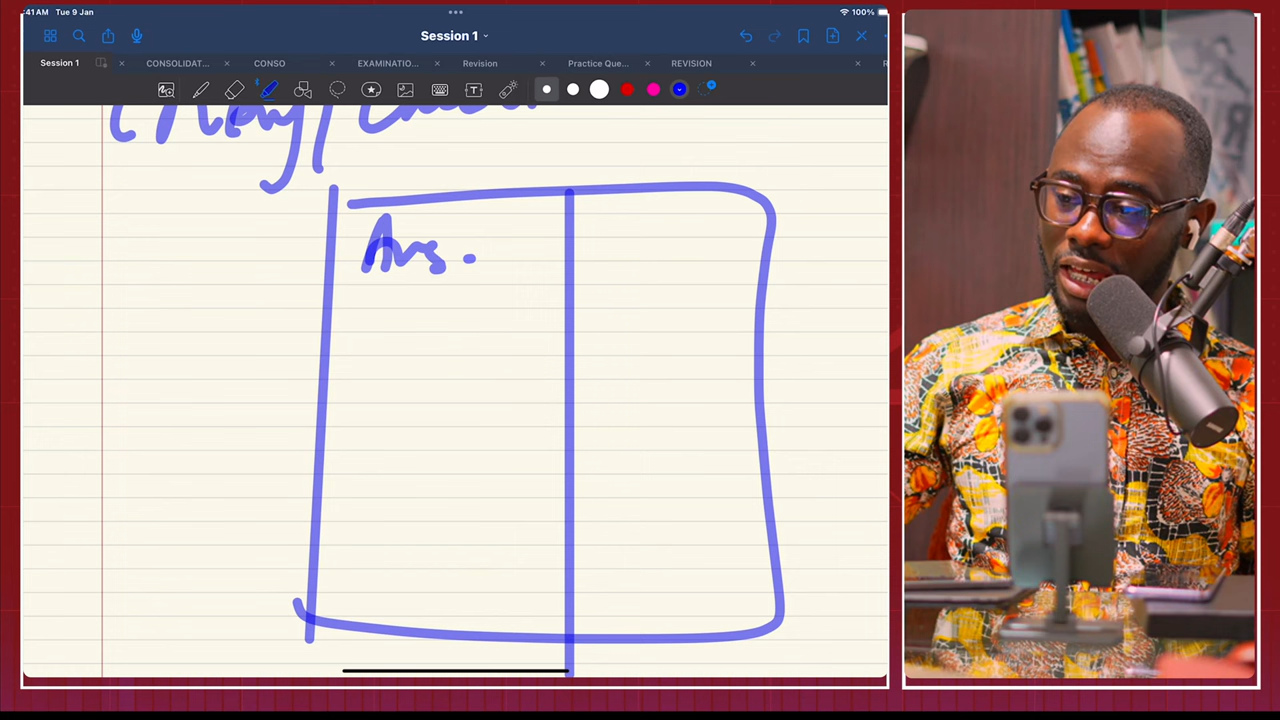 :41 AM Tue 9 Jan
100%
Session 1
Session 1 CONSOLIDAT... CONSO EXAMINATIO... Revision Practice Que... REVISION
T
Ans.